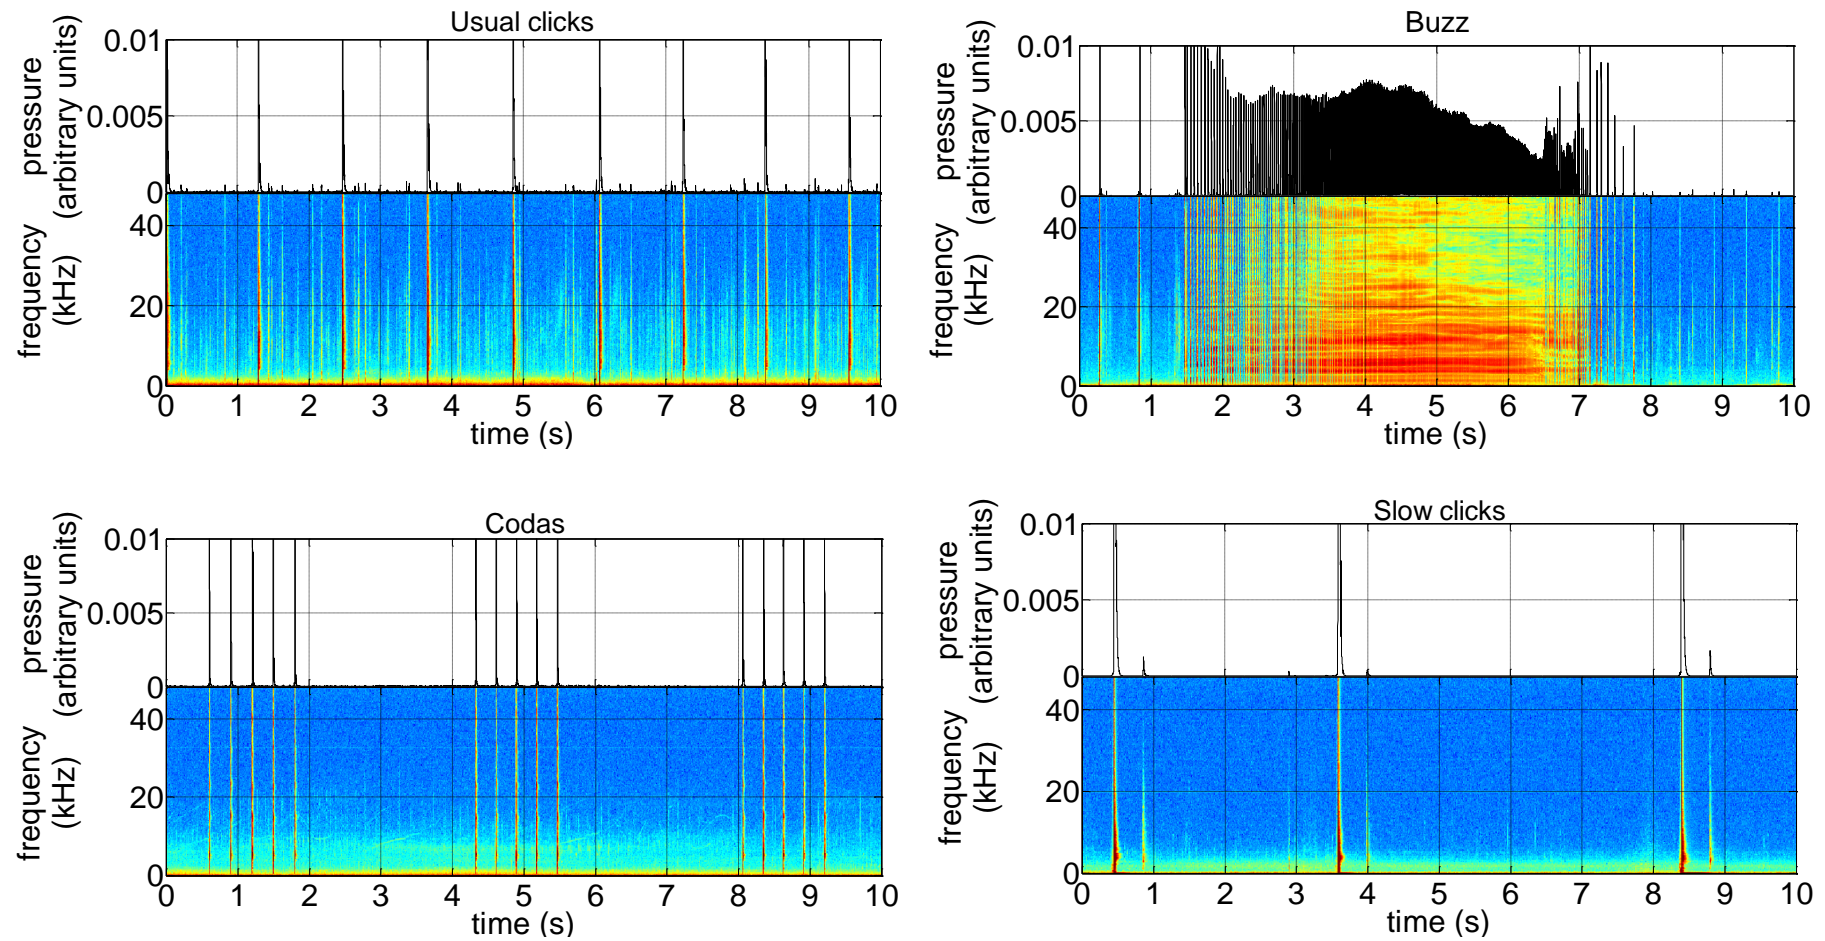 Usual clicks
pressure
(arbitrary units)
0.01
0.005
0
frequency
(kHz)
40
20
0
0 1 2 3 4 5 6 7 8 9 10
time (s)
Buzz
pressure
(arbitrary units)
0.01
0.005
0
frequency
(kHz)
40
20
0
0 1 2 3 4 5 6 7 8 9 10
time (s)
Codas
pressure
(arbitrary units)
0.01
0.005
0
frequency
(kHz)
40
20
0
0 1 2 3 4 5 6 7 8 9 10
time (s)
Slow clicks
pressure
(arbitrary units)
0.01
0.005
0
frequency
(kHz)
40
20
0
0 1 2 3 4 5 6 7 8 9 10
time (s)